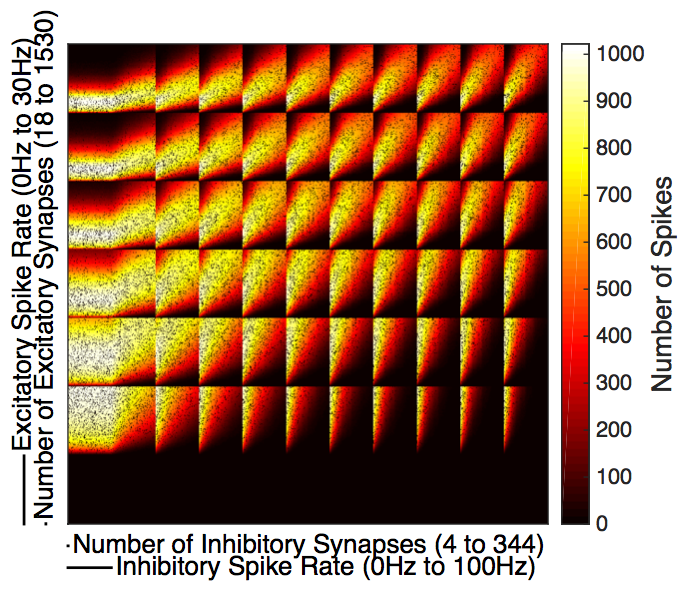 Excitatory Spike Rate (0Hz to 30Hz)
·Number of Excitatory Synapses (18 to 1530)
1000
900
800
700
600
500
400
300
200
100
0
Number of Spikes
·Number of Inhibitory Synapses (4 to 344)
Inhibitory Spike Rate (0Hz to 100Hz)